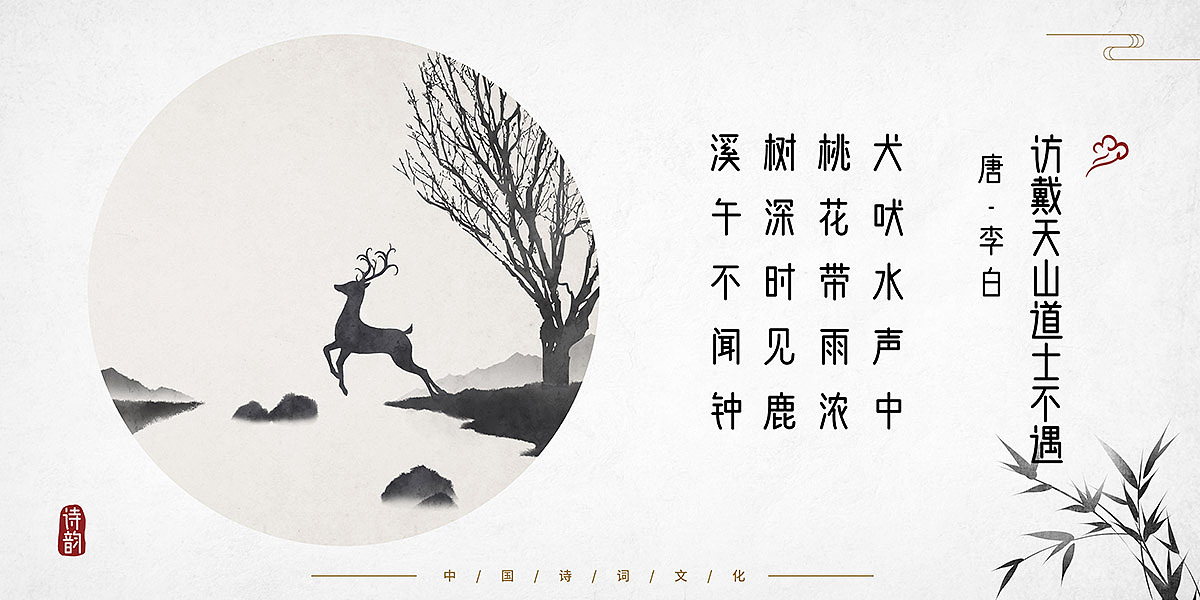 访戴天山道士不遇
唐-李白
犬吠水声中
桃花带雨浓
树深时见鹿
溪午不闻钟
诗韵
中/国/诗/词/文/化